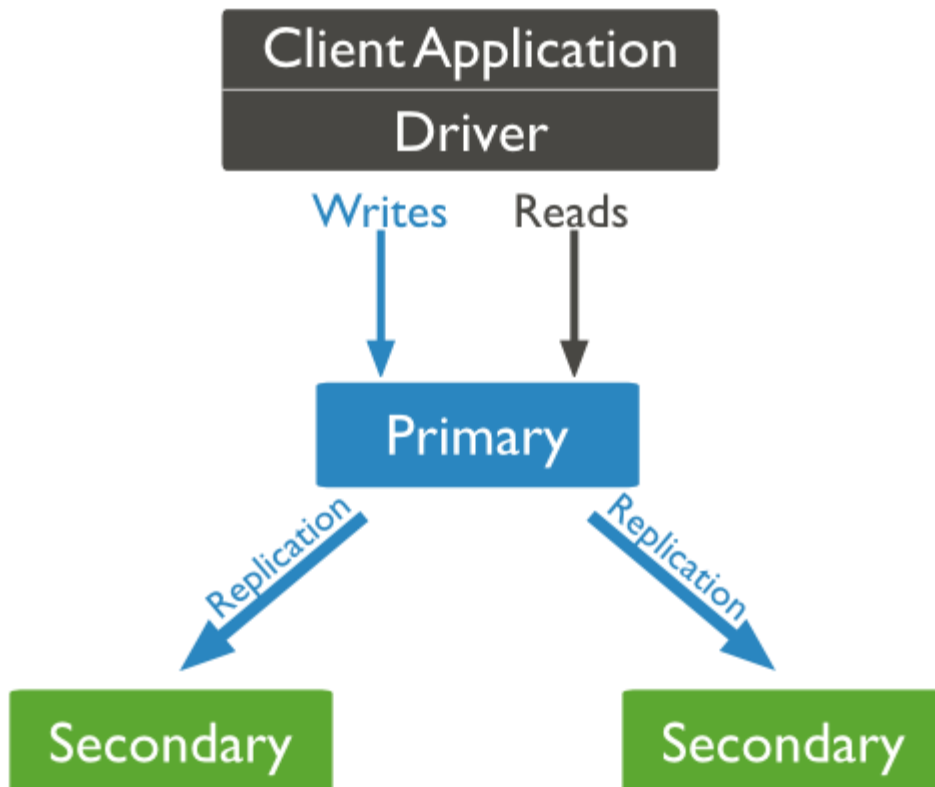 Client Application
Driver
Writes
Reads
Primary
Replication
Replication
Secondary
Secondary